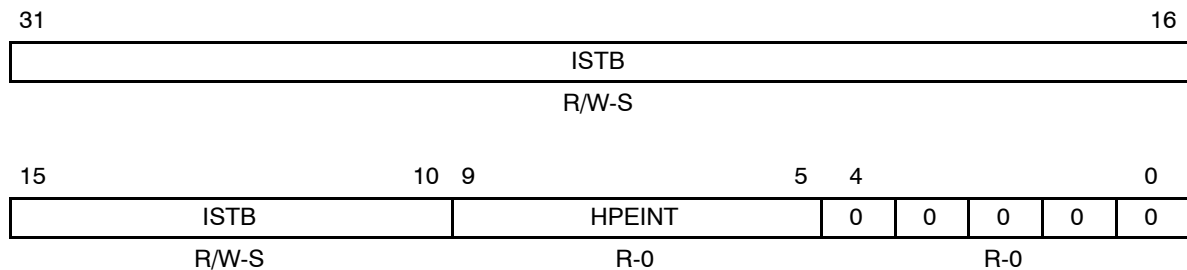 31 16
ISTB
R/W-S
15 10 9 5 4 0
ISTB HPEINT 0 0 0 0 0
R/W-S R-0 R-0